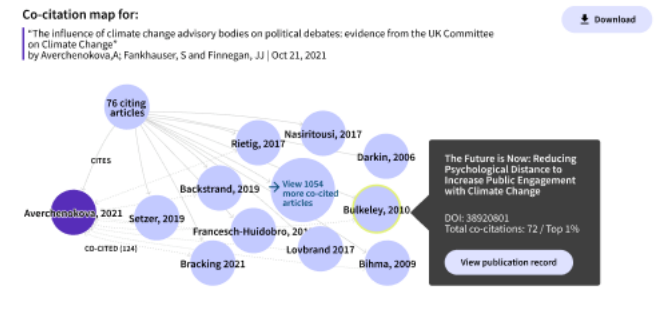 Co-citation map for:
Download
"The influence of climate change advisory bodies on political debates: evidence from the UK Committee
on Climate Change"
by Averchenokova,A; Fankhauser, S and Finnegan, JJ | Oct 21, 2021
76 citing
articles
Nasiritousi, 2017
Rietig, 2017
Darkin, 2006
CITES
The Future is Now: Reducing
Psychological Distance to
Increase Public Engagement
with Climate Change
View 1054
more co-cited
articles
Backstrand, 2019
Bulkeley, 2010
Averchenokova, 2021
Setzer, 2019
DOI: 38920801
Total co-citations: 72 / Top 1%
Francesch-Huidobro, 201
CO-CITED [124]
Lovbrand 2017
Bracking 2021
Bihma, 2009
View publication record